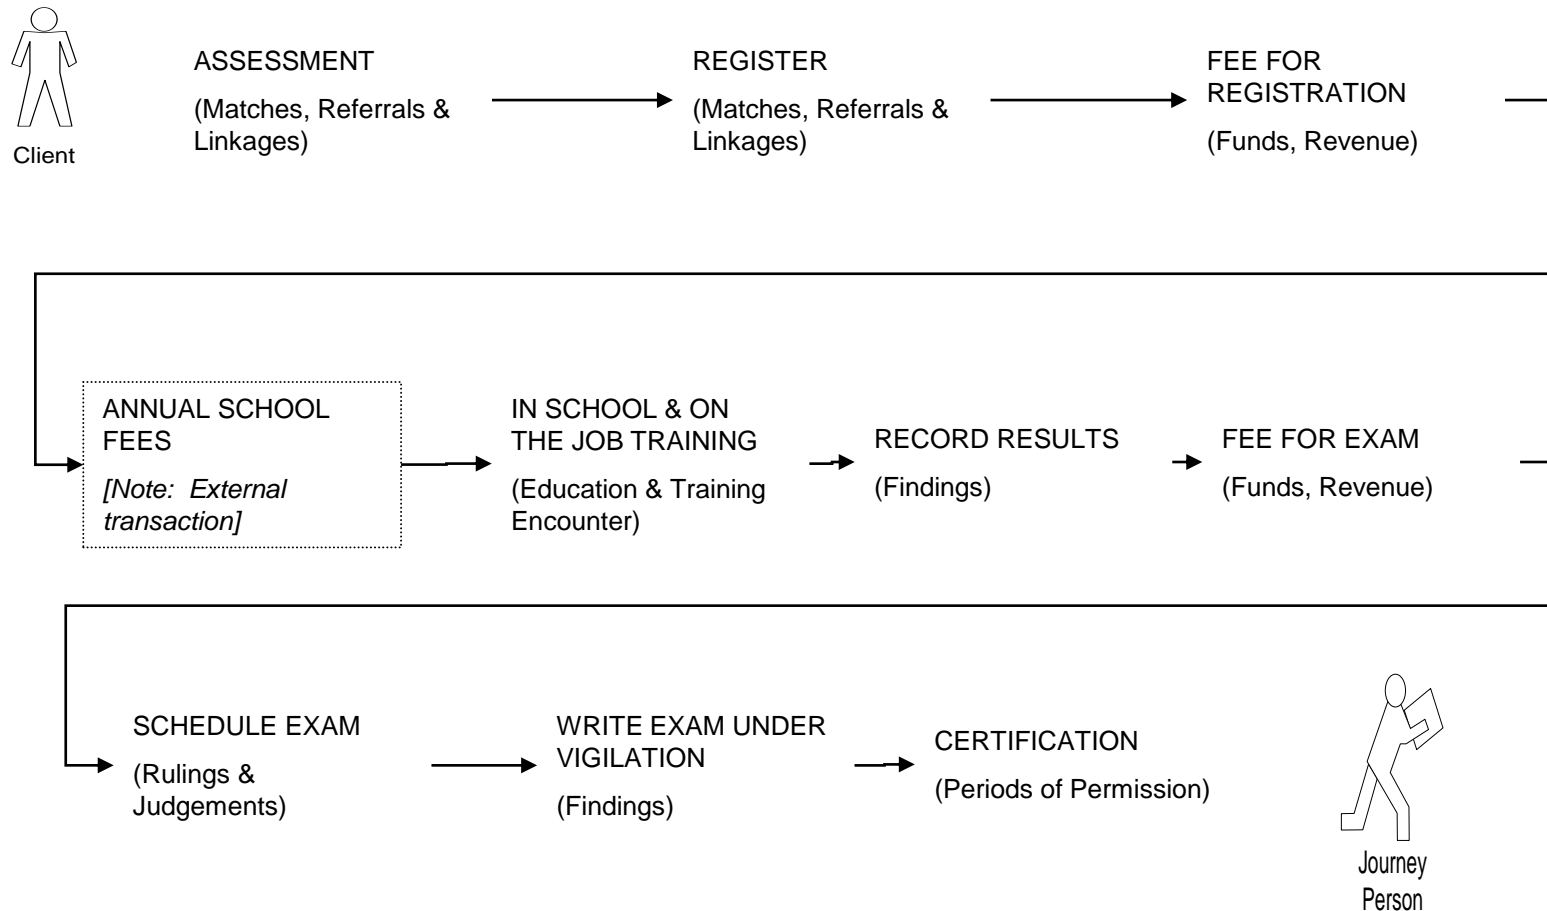 Client
ASSESSMENT
(Matches, Referrals &
Linkages)
REGISTER
(Matches, Referrals &
Linkages)
FEE FOR
REGISTRATION
(Funds, Revenue)
ANNUAL SCHOOL
FEES
[Note: External
transaction]
IN SCHOOL & ON
THE JOB TRAINING
(Education & Training
Encounter)
RECORD RESULTS
(Findings)
FEE FOR EXAM
(Funds, Revenue)
SCHEDULE EXAM
(Rulings &
Judgements)
WRITE EXAM UNDER
VIGILATION
(Findings)
CERTIFICATION
(Periods of Permission)
Journey
Person